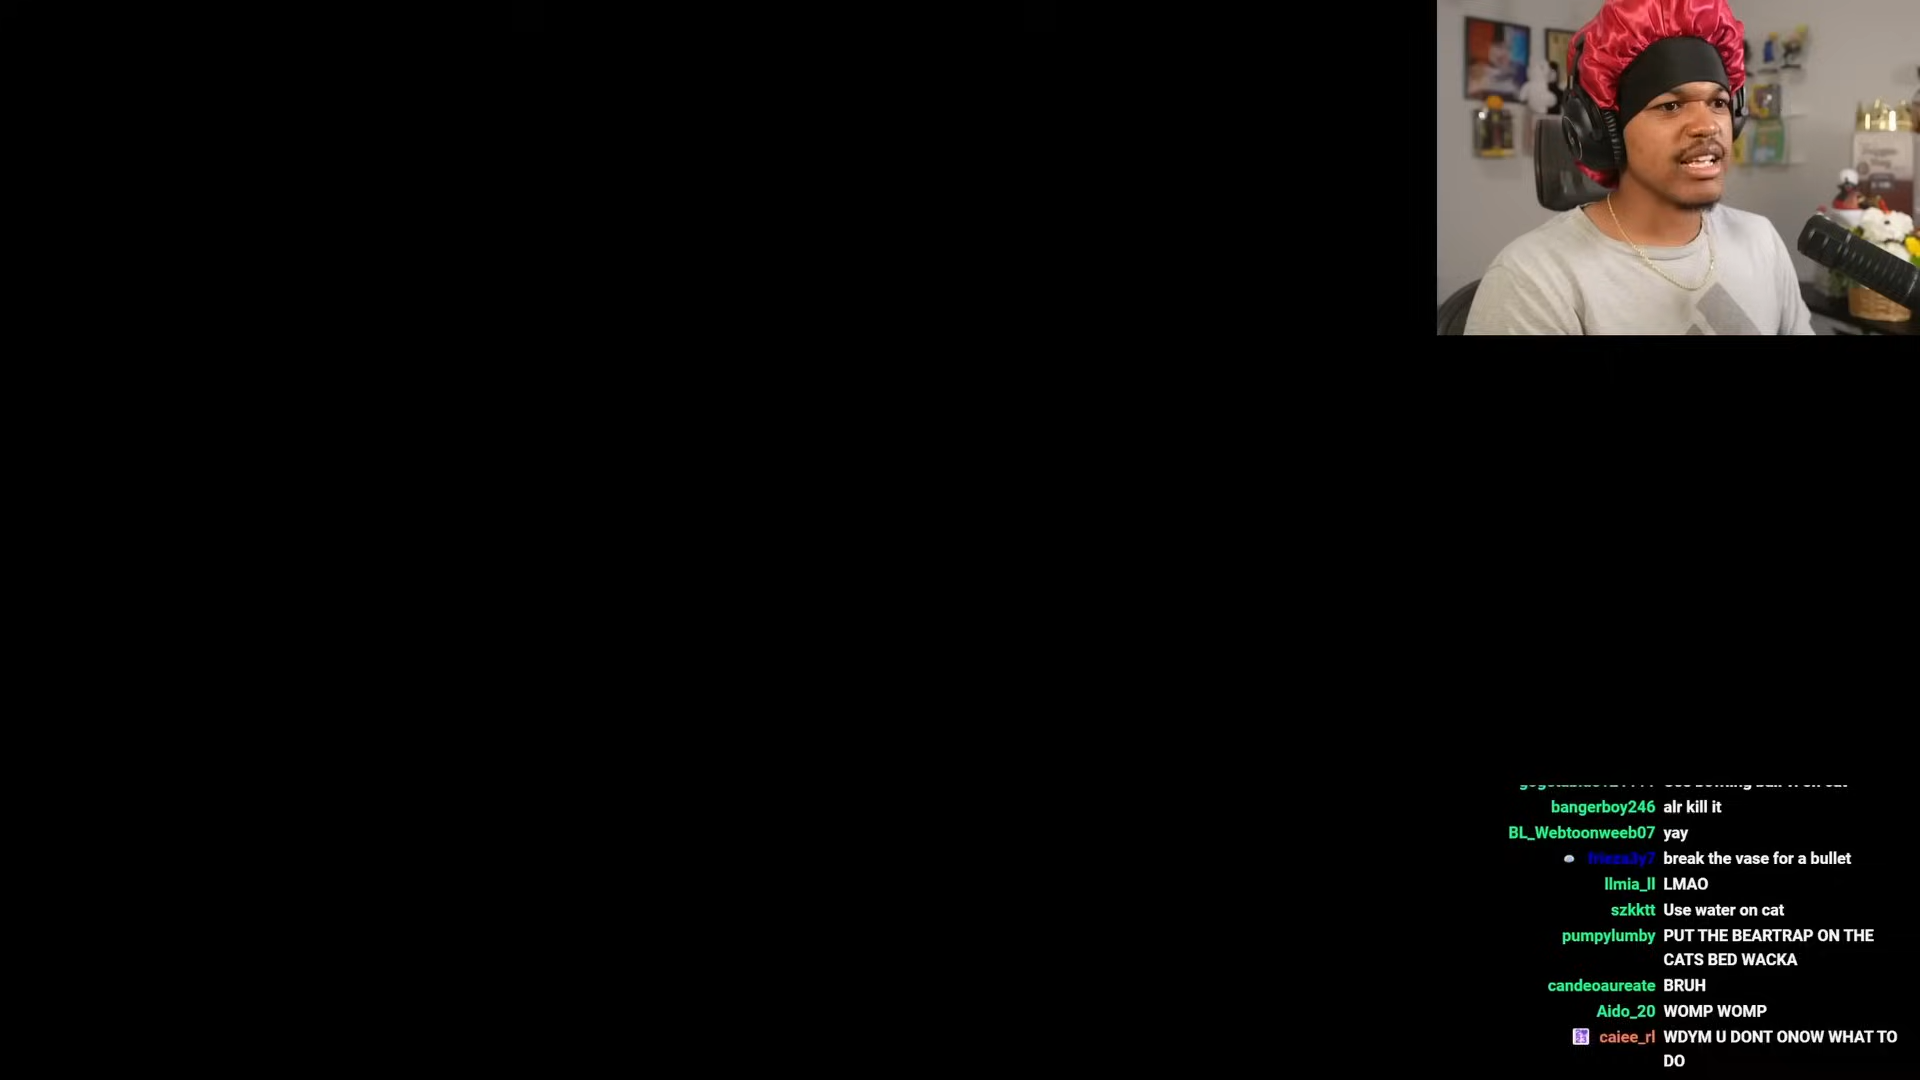 bangerboy246 alr kill it
BL_Webtoonweeb07 yay
frieza3y7 break the vase for a bullet
llmia_ll LMAO
szkktt Use water on cat
pumpylumby PUT THE BEARTRAP ON THE
CATS BED WACKA
candeoaureate BRUH
Aido_20 WOMP WOMP
caiee_rl WDYM U DONT ONOW WHAT TO
DO